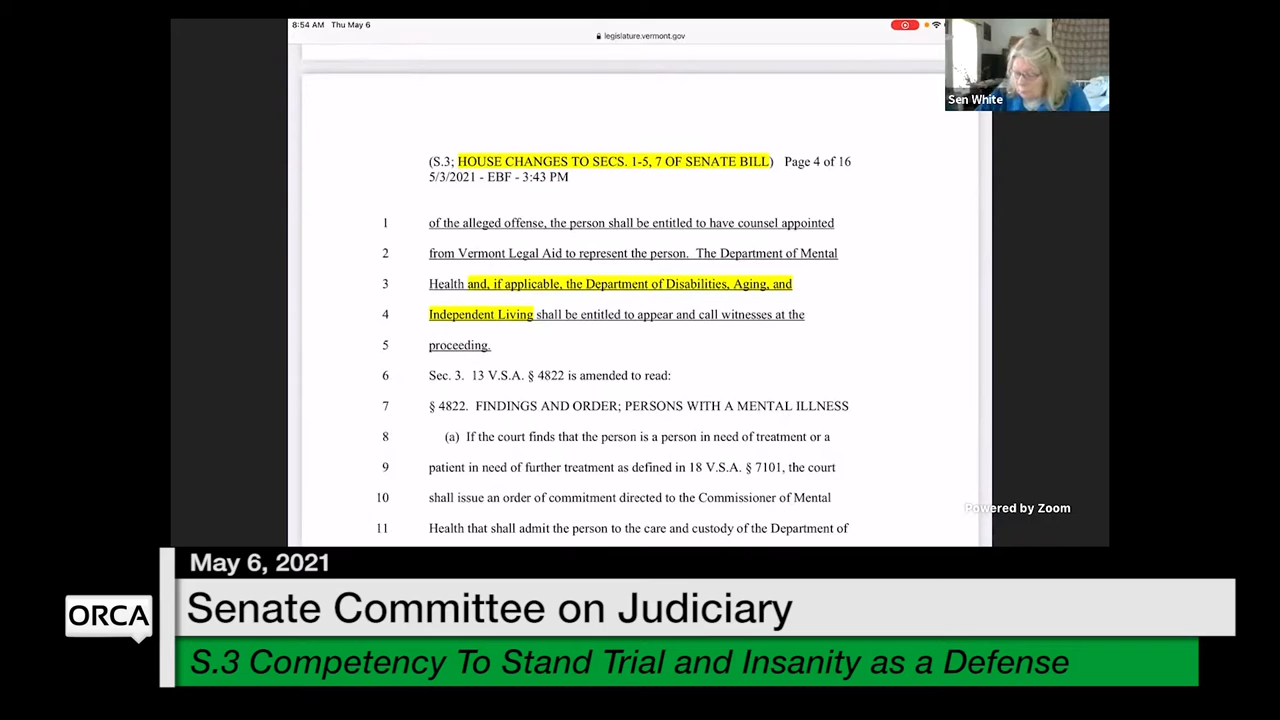 8:54 AM Thu May 6
legislature.vermont.gov
Sen White
(S.3; HOUSE CHANGES TO SECS. 1-5, 7 OF SENATE BILL) Page 4 of 16
5/3/2021 - EBF - 3:43 PM
1 of the alleged offense, the person shall be entitled to have counsel appointed
2 from Vermont Legal Aid to represent the person. The Department of Mental
3 Health and, if applicable, the Department of Disabilities, Aging, and
4 Independent Living shall be entitled to appear and call witnesses at the
5 proceeding.
6 Sec. 3. 13 V.S.A. § 4822 is amended to read:
7 § 4822. FINDINGS AND ORDER; PERSONS WITH A MENTAL ILLNESS
8 (a) If the court finds that the person is a person in need of treatment or a
9 patient in need of further treatment as defined in 18 V.S.A. § 7101, the court
10 shall issue an order of commitment directed to the Commissioner of Mental
11 Health that shall admit the person to the care and custody of the Department of
Powered by Zoom
May 6, 2021
ORCA
Senate Committee on Judiciary
S.3 Competency To Stand Trial and Insanity as a Defense